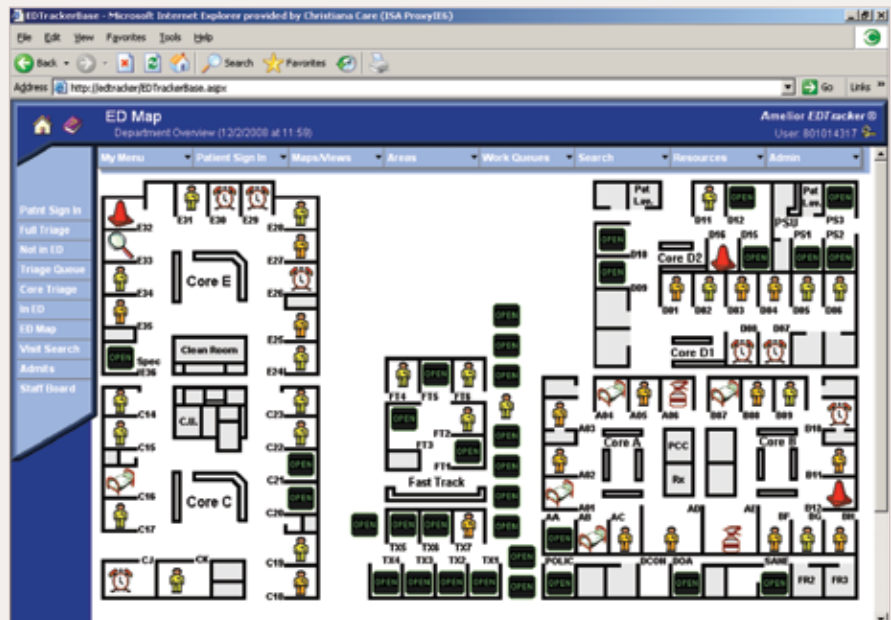 EDTrackerBase - Microsoft Internet Explorer provided by Christiana Care (ISA ProxyIE6)
File Edit View Favorites Tools Help
Back Search Favorites
Address http://edtracker/EDTrackerBase.aspx Go Links »
ED Map
Department Overview (12/2/2008 at 11:59)
Amelior EDTracker®
User: B01014317
My Menu Patient Sign In Maps/Views Areas Work Queues Search Resources Admin
Patnt Sign In
Full Triage
Not in ED
Triage Queue
Core Triage
In ED
ED Map
Visit Search
Admits
Staff Board
E32 E31 E30 E29 E28
E33 E27
Core E
E34 E26
E35 E25
Clean Room
OPEN Spec E36 E24
C14 C23
C.U.
C15 C22
OPEN C21
C16 OPEN C20
Core C
C17 C19
CJ CK C18
OPEN
OPEN
OPEN
OPEN
OPEN
OPEN
OPEN
OPEN
OPEN
OPEN FT4 FT5 FT6
OPEN FT3 FT2
OPEN FT1
Fast Track
OPEN OPEN OPEN
TX5 TX6 TX7
TX4 TX3 TX2 TX1
OPEN OPEN OPEN OPEN
Pat Lav. D11 D12 OPEN Pat Lav. OPEN
PSU PS3
OPEN D10 D16 D15 PS1 PS2
Core D2 OPEN OPEN OPEN
OPEN D09
D01 D02 D03 D04 D05 D06
D08 D07
Core D1
A04 A05 A06 B07 B08 B09
A03 B10
Core A PCC Core B
A02 Rx B11
A01 B12
AA AB AC AD AE BF BG BH
OPEN
POLIC DCON DOA SANE
OPEN OPEN OPEN FR2 FR3